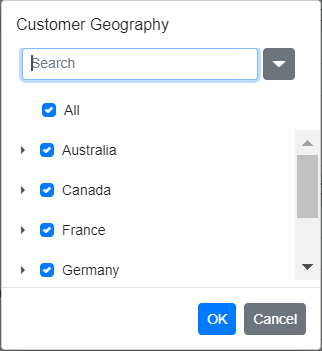 Customer Geography
Search
All
Australia
Canada
France
Germany
OK Cancel